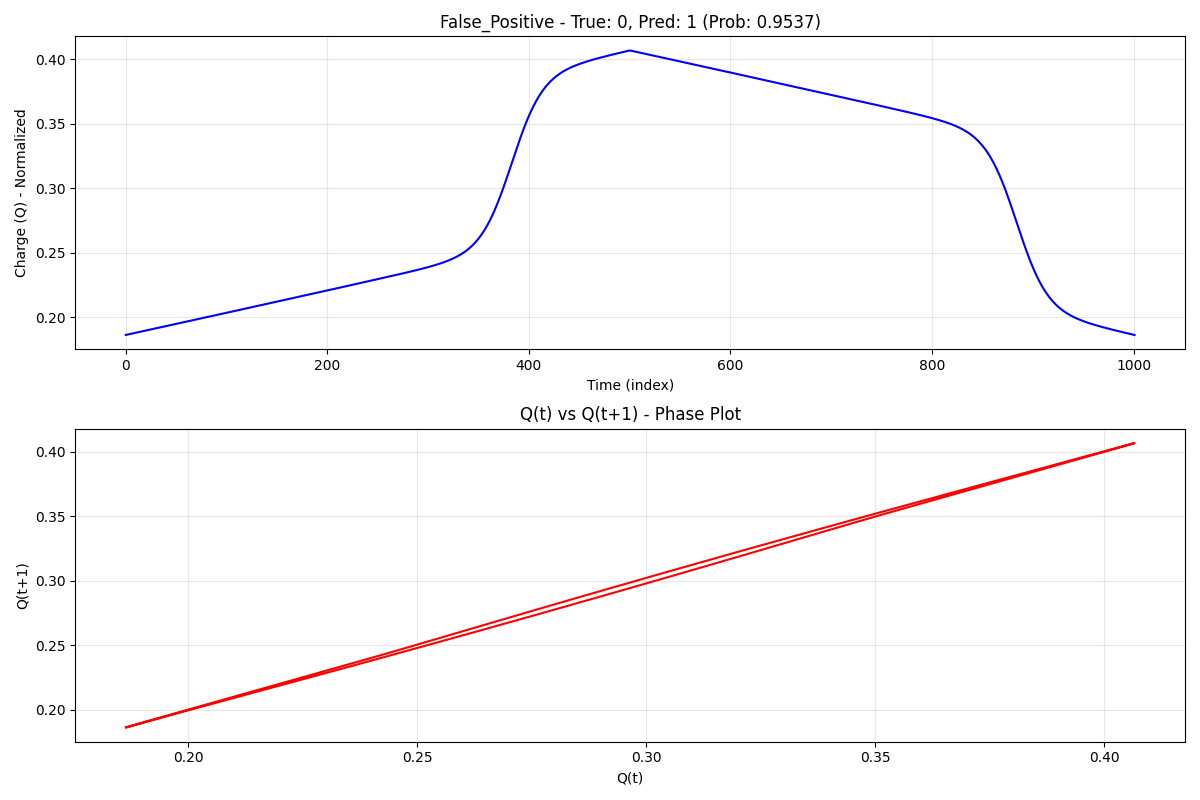 False_Positive - True: 0, Pred: 1 (Prob: 0.9537)
Charge (Q) - Normalized
0.40
0.35
0.30
0.25
0.20
0 200 400 600 800 1000
Time (index)
Q(t) vs Q(t+1) - Phase Plot
Q(t+1)
0.40
0.35
0.30
0.25
0.20
0.20 0.25 0.30 0.35 0.40
Q(t)